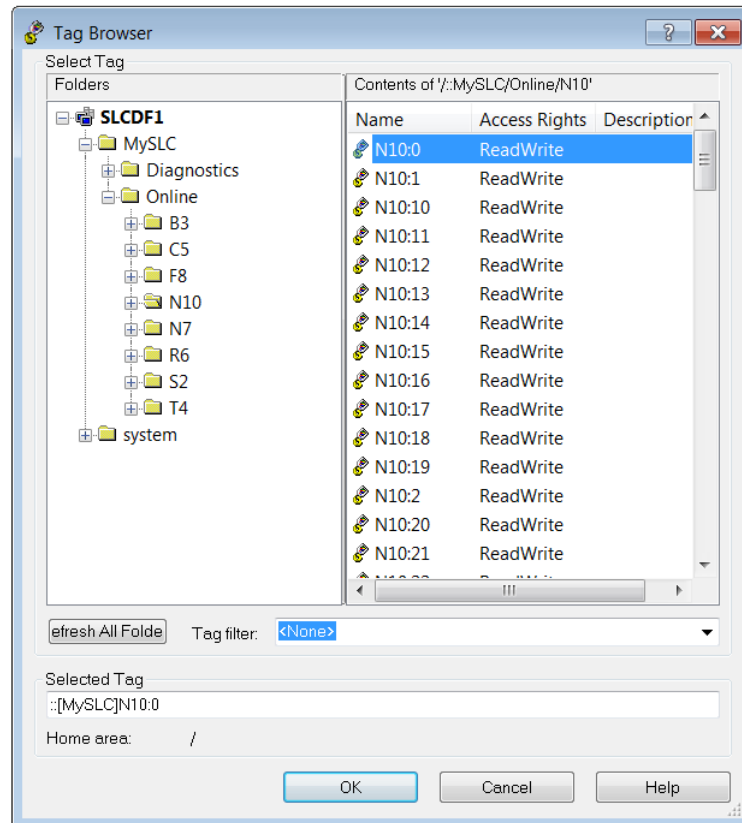 Tag Browser
Select Tag
Folders
Contents of '/::MySLC/Online/N10'
SLCDF1
MySLC
Diagnostics
Online
B3
C5
F8
N10
N7
R6
S2
T4
system
Name Access Rights Description
N10:0 ReadWrite
N10:1 ReadWrite
N10:10 ReadWrite
N10:11 ReadWrite
N10:12 ReadWrite
N10:13 ReadWrite
N10:14 ReadWrite
N10:15 ReadWrite
N10:16 ReadWrite
N10:17 ReadWrite
N10:18 ReadWrite
N10:19 ReadWrite
N10:2 ReadWrite
N10:20 ReadWrite
N10:21 ReadWrite
efresh All Folde Tag filter: <None>
Selected Tag
::[MySLC]N10:0
Home area: /
OK Cancel Help